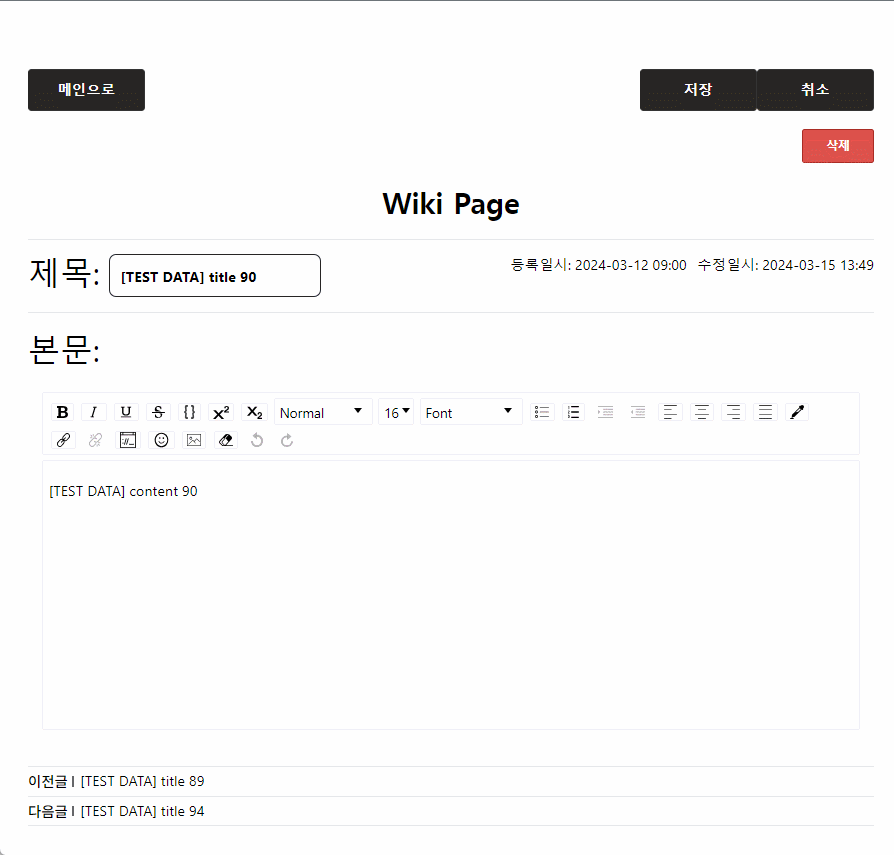 메인으로 저장 취소
삭제
Wiki Page
제목: [TEST DATA] title 90 등록일시: 2024-03-12 09:00 수정일시: 2024-03-15 13:49
본문:
B I U S {} x² x₂ Normal 16 Font
[TEST DATA] content 90
이전글 | [TEST DATA] title 89
다음글 | [TEST DATA] title 94